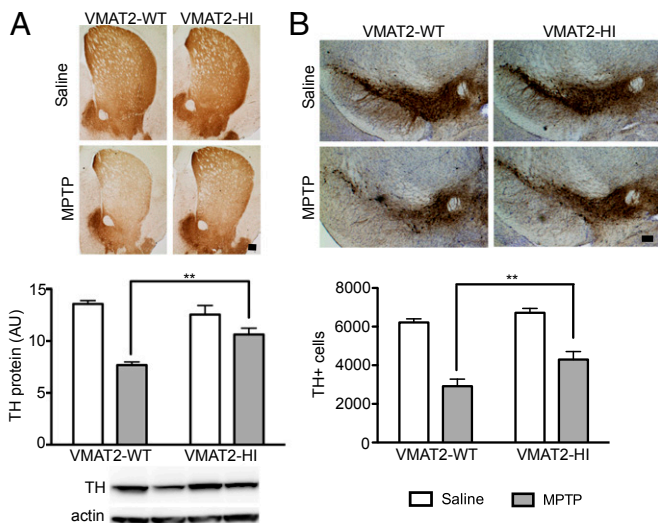 A
VMAT2-WT VMAT2-HI
Saline
MPTP
15
10
5
0
TH protein (AU)
**
VMAT2-WT VMAT2-HI
TH
actin
B
VMAT2-WT VMAT2-HI
Saline
MPTP
8000
6000
4000
2000
0
TH+ cells
**
VMAT2-WT VMAT2-HI
Saline MPTP